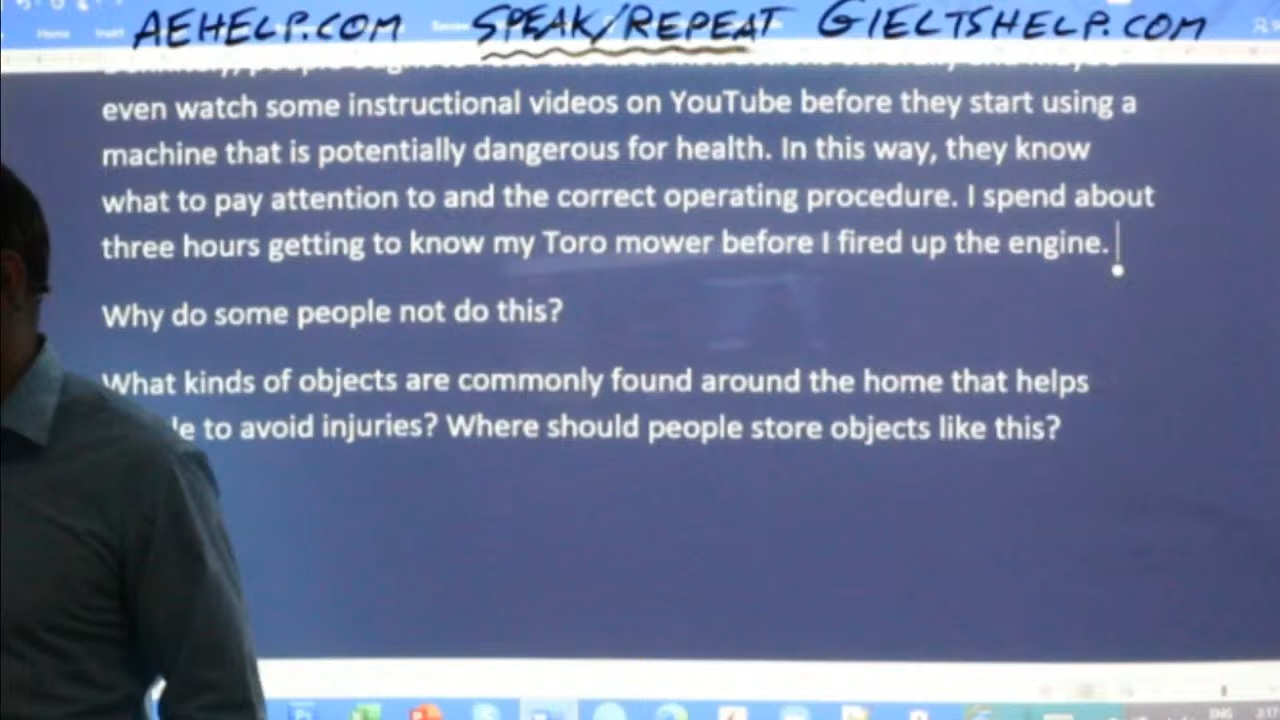 AEHELP.COM SPEAK/REPEAT GIELTSHELP.COM
even watch some instructional videos on YouTube before they start using a
machine that is potentially dangerous for health. In this way, they know
what to pay attention to and the correct operating procedure. I spend about
three hours getting to know my Toro mower before I fired up the engine.
Why do some people not do this?
What kinds of objects are commonly found around the home that helps
to avoid injuries? Where should people store objects like this?
ENG